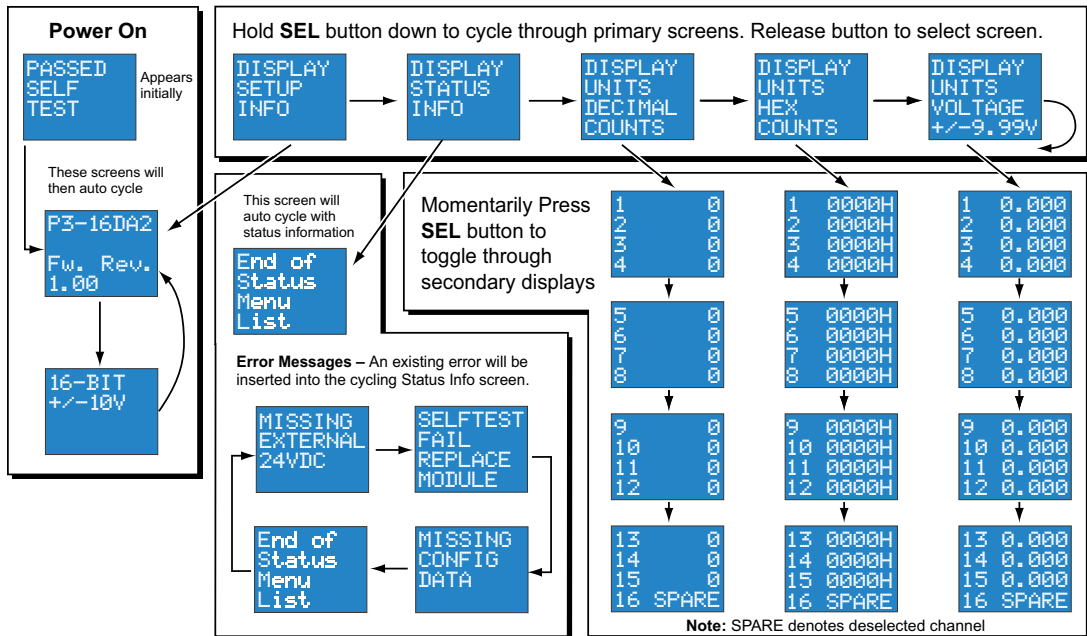 Power On
PASSED
SELF
TEST
Appears
initially
These screens will
then auto cycle
P3-16DA2
Fw. Rev.
1.00
16-BIT
+/-10V
Hold SEL button down to cycle through primary screens. Release button to select screen.
DISPLAY
SETUP
INFO
DISPLAY
STATUS
INFO
DISPLAY
UNITS
DECIMAL
COUNTS
DISPLAY
UNITS
HEX
COUNTS
DISPLAY
UNITS
VOLTAGE
+/-9.99V
This screen will
auto cycle with
status information
End of
Status
Menu
List
Error Messages – An existing error will be
inserted into the cycling Status Info screen.
MISSING
EXTERNAL
24VDC
SELFTEST
FAIL
REPLACE
MODULE
End of
Status
Menu
List
MISSING
CONFIG
DATA
Momentarily Press
SEL button to
toggle through
secondary displays
1 0
2 0
3 0
4 0
5 0
6 0
7 0
8 0
9 0
10 0
11 0
12 0
13 0
14 0
15 0
16 SPARE
1 0000H
2 0000H
3 0000H
4 0000H
5 0000H
6 0000H
7 0000H
8 0000H
9 0000H
10 0000H
11 0000H
12 0000H
13 0000H
14 0000H
15 0000H
16 SPARE
1 0.000
2 0.000
3 0.000
4 0.000
5 0.000
6 0.000
7 0.000
8 0.000
9 0.000
10 0.000
11 0.000
12 0.000
13 0.000
14 0.000
15 0.000
16 SPARE
Note: SPARE denotes deselected channel